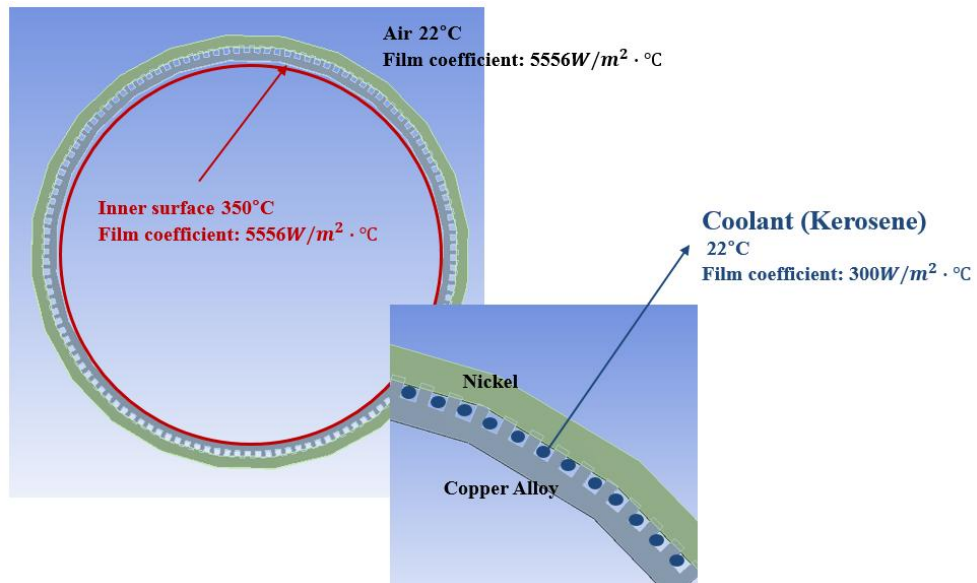 Air 22°C
Film coefficient: 5556W/m² · °C
Inner surface 350°C
Film coefficient: 5556W/m² · °C
Coolant (Kerosene)
22°C
Film coefficient: 300W/m² · °C
Nickel
Copper Alloy